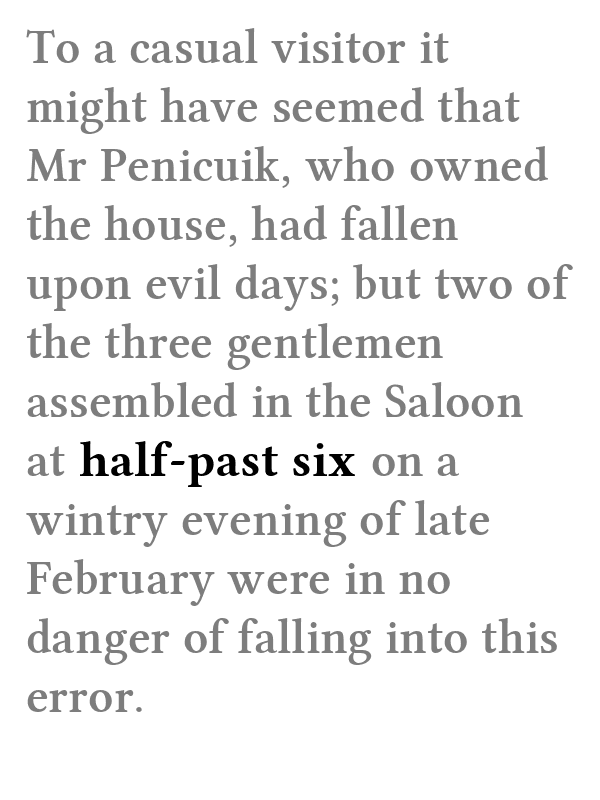 To a casual visitor it
might have seemed that
Mr Penicuik, who owned
the house, had fallen
upon evil days; but two of
the three gentlemen
assembled in the Saloon
at half-past six on a
wintry evening of late
February were in no
danger of falling into this
error.